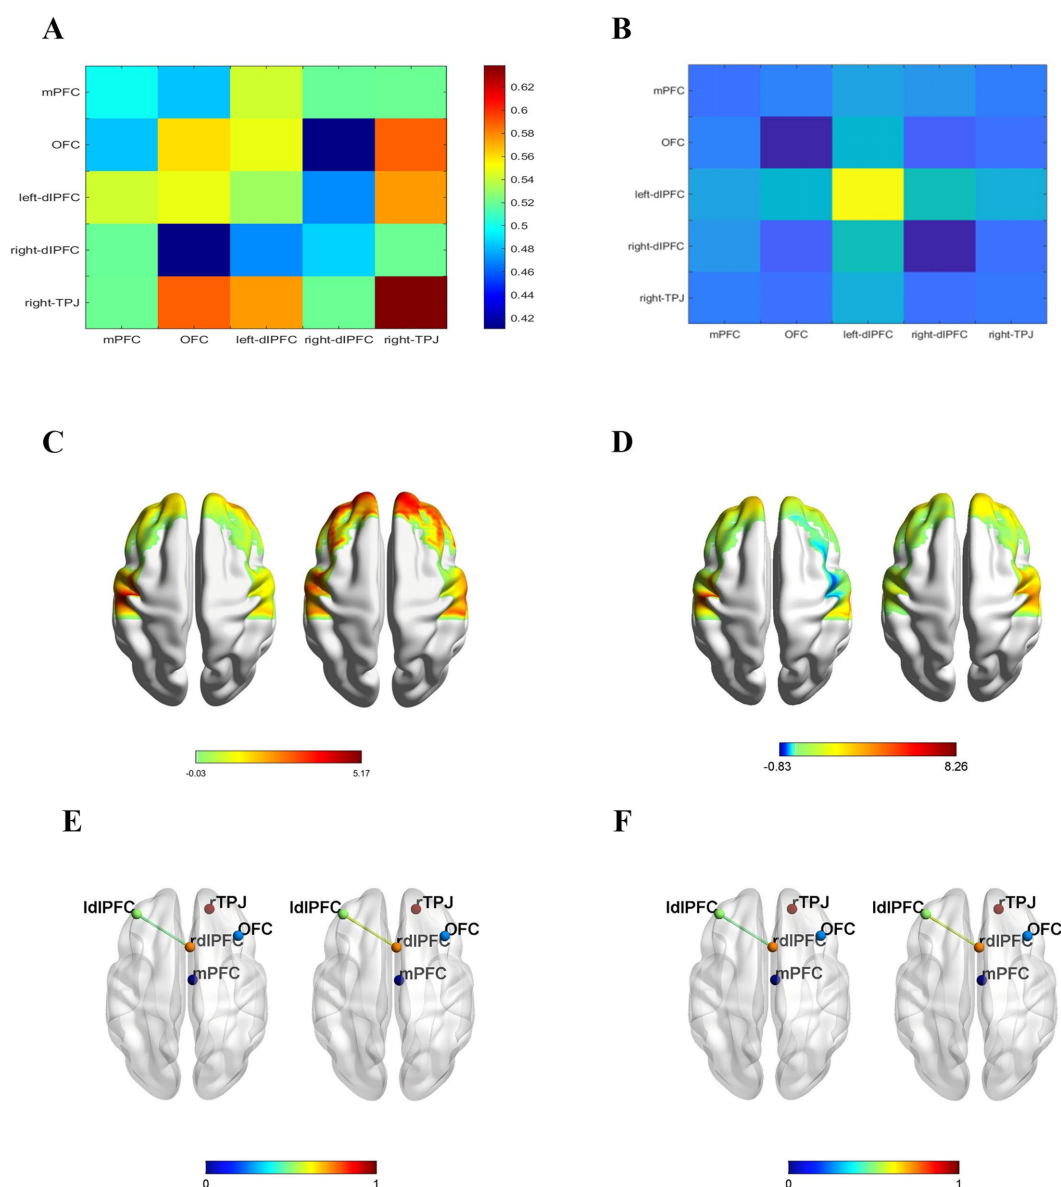 A
B
mPFC
OFC
left-dlPFC
right-dlPFC
right-TPJ
mPFC
OFC
left-dlPFC
right-dlPFC
right-TPJ
0.62
0.6
0.58
0.56
0.54
0.52
0.5
0.48
0.46
0.44
0.42
mPFC
OFC
left-dlPFC
right-dlPFC
right-TPJ
mPFC
OFC
left-dlPFC
right-dlPFC
right-TPJ
C
D
-0.03
5.17
-0.83
8.26
E
F
ldlPFC
rTPJ
OFC
rdlPFC
mPFC
ldlPFC
rTPJ
OFC
rdlPFC
mPFC
ldlPFC
rTPJ
OFC
rdlPFC
mPFC
ldlPFC
rTPJ
OFC
rdlPFC
mPFC
0
1
0
1